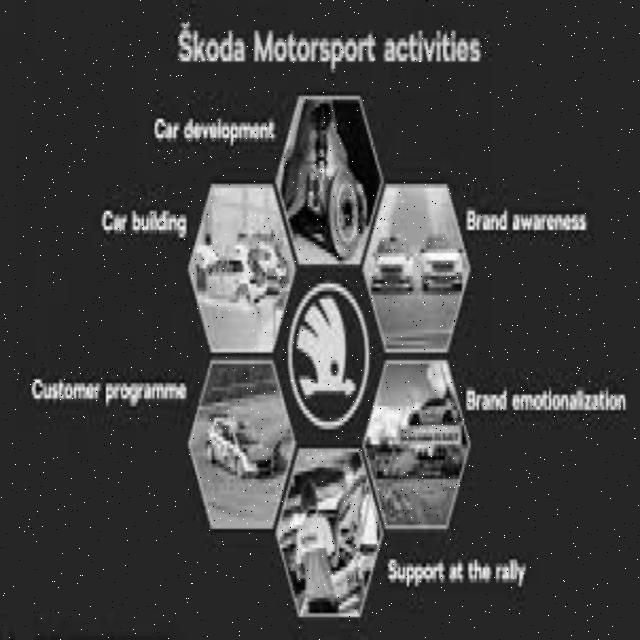 Škoda Motorsport activities
Car development
Car building
Brand awareness
Customer programme
Brand emotionalization
Support at the rally